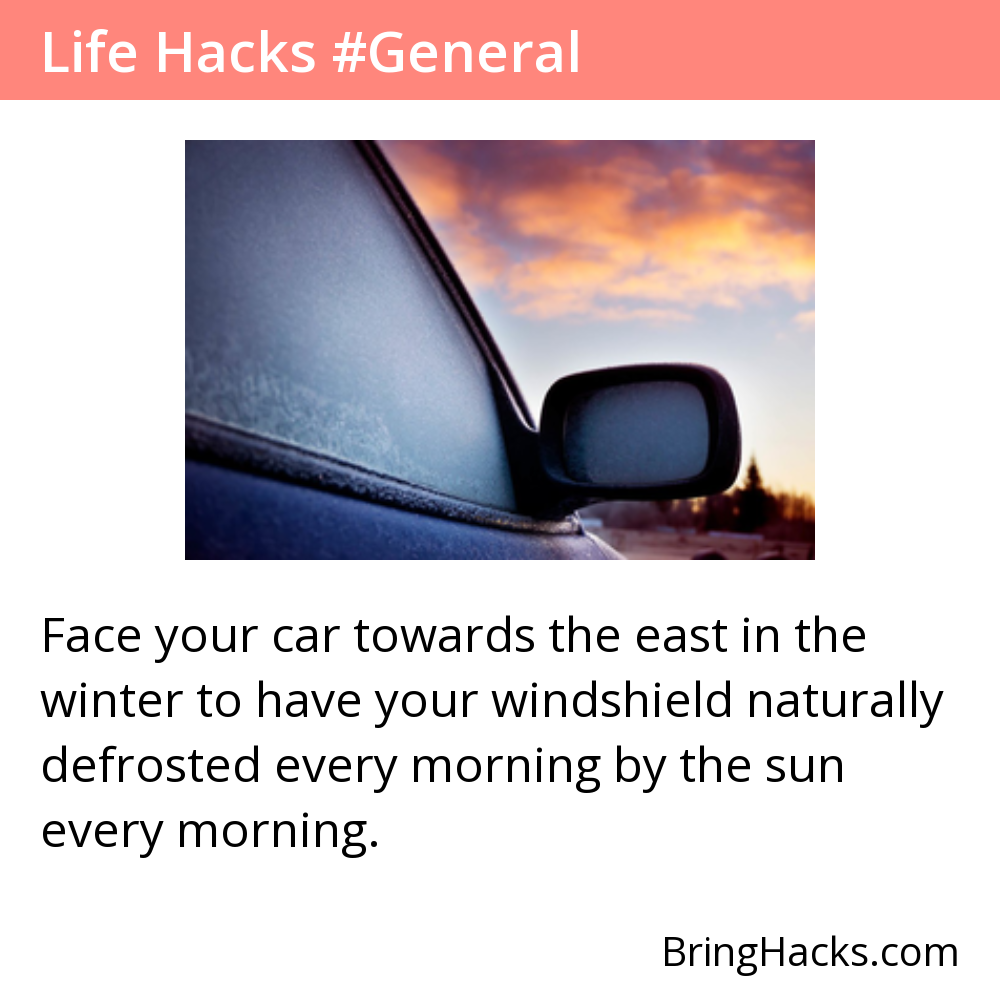 Life Hacks #General
Face your car towards the east in the
winter to have your windshield naturally
defrosted every morning by the sun
every morning.
BringHacks.com